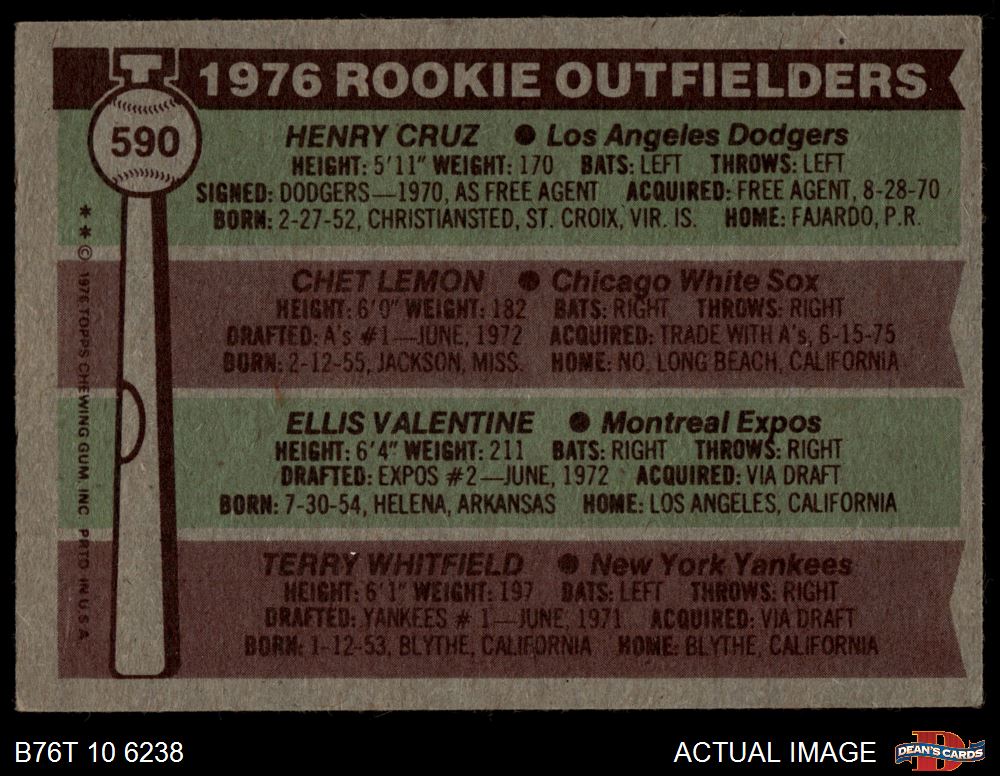 1976 ROOKIE OUTFIELDERS
590
HENRY CRUZ ● Los Angeles Dodgers
HEIGHT: 5'11" WEIGHT: 170 BATS: LEFT THROWS: LEFT
SIGNED: DODGERS—1970, AS FREE AGENT ACQUIRED: FREE AGENT, 8-28-70
BORN: 2-27-52, CHRISTIANSTED, ST. CROIX, VIR. IS. HOME: FAJARDO, P.R.
CHET LEMON ● Chicago White Sox
HEIGHT: 6'0" WEIGHT: 182 BATS: RIGHT THROWS: RIGHT
DRAFTED: A's #1—JUNE, 1972 ACQUIRED: TRADE WITH A's, 6-15-75
BORN: 2-12-55, JACKSON, MISS. HOME: NO. LONG BEACH, CALIFORNIA
ELLIS VALENTINE ● Montreal Expos
HEIGHT: 6'4" WEIGHT: 211 BATS: RIGHT THROWS: RIGHT
DRAFTED: EXPOS #2—JUNE, 1972 ACQUIRED: VIA DRAFT
BORN: 7-30-54, HELENA, ARKANSAS HOME: LOS ANGELES, CALIFORNIA
TERRY WHITFIELD ● New York Yankees
HEIGHT: 6'1" WEIGHT: 197 BATS: LEFT THROWS: RIGHT
DRAFTED: YANKEES # 1—JUNE, 1971 ACQUIRED: VIA DRAFT
BORN: 1-12-53, BLYTHE, CALIFORNIA HOME: BLYTHE, CALIFORNIA
** © 1976 TOPPS CHEWING GUM, INC. PRTD. IN U.S.A.
B76T 10 6238
ACTUAL IMAGE
DEAN'S CARDS